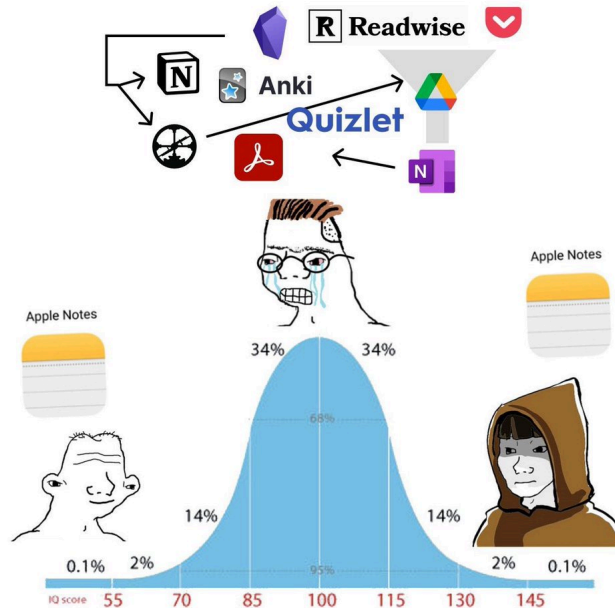 R Readwise
N
Anki
Quizlet
N
Apple Notes
Apple Notes
34%
34%
68%
14%
14%
0.1%
2%
95%
2%
0.1%
IQ score 55 70 85 100 115 130 145